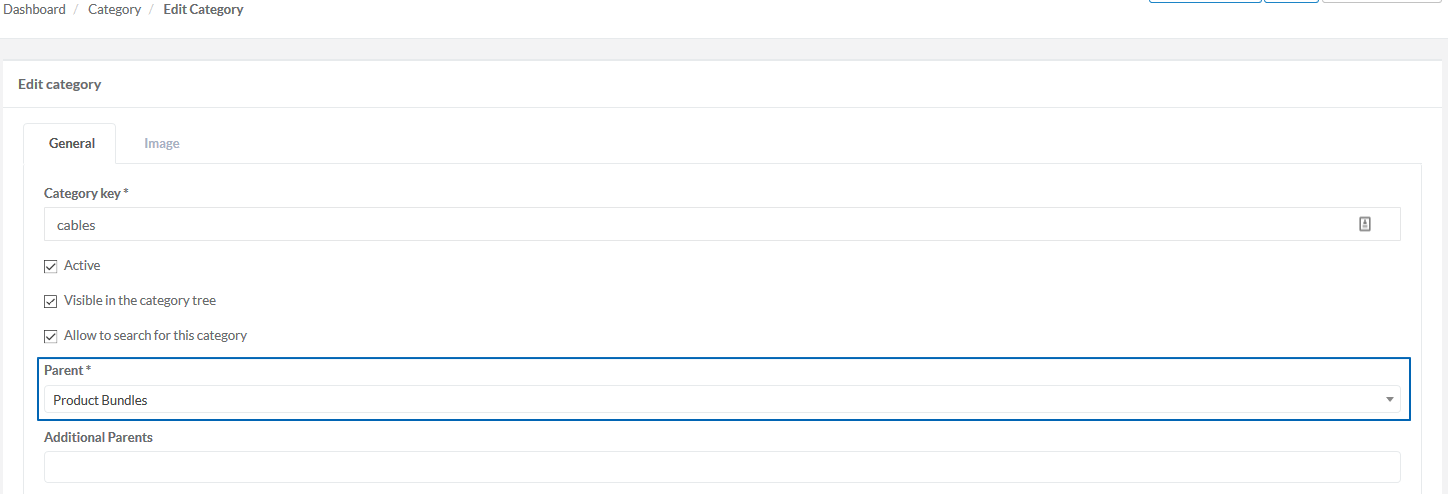 Dashboard / Category / Edit Category
Edit category
General Image
Category key *
cables
Active
Visible in the category tree
Allow to search for this category
Parent *
Product Bundles
Additional Parents